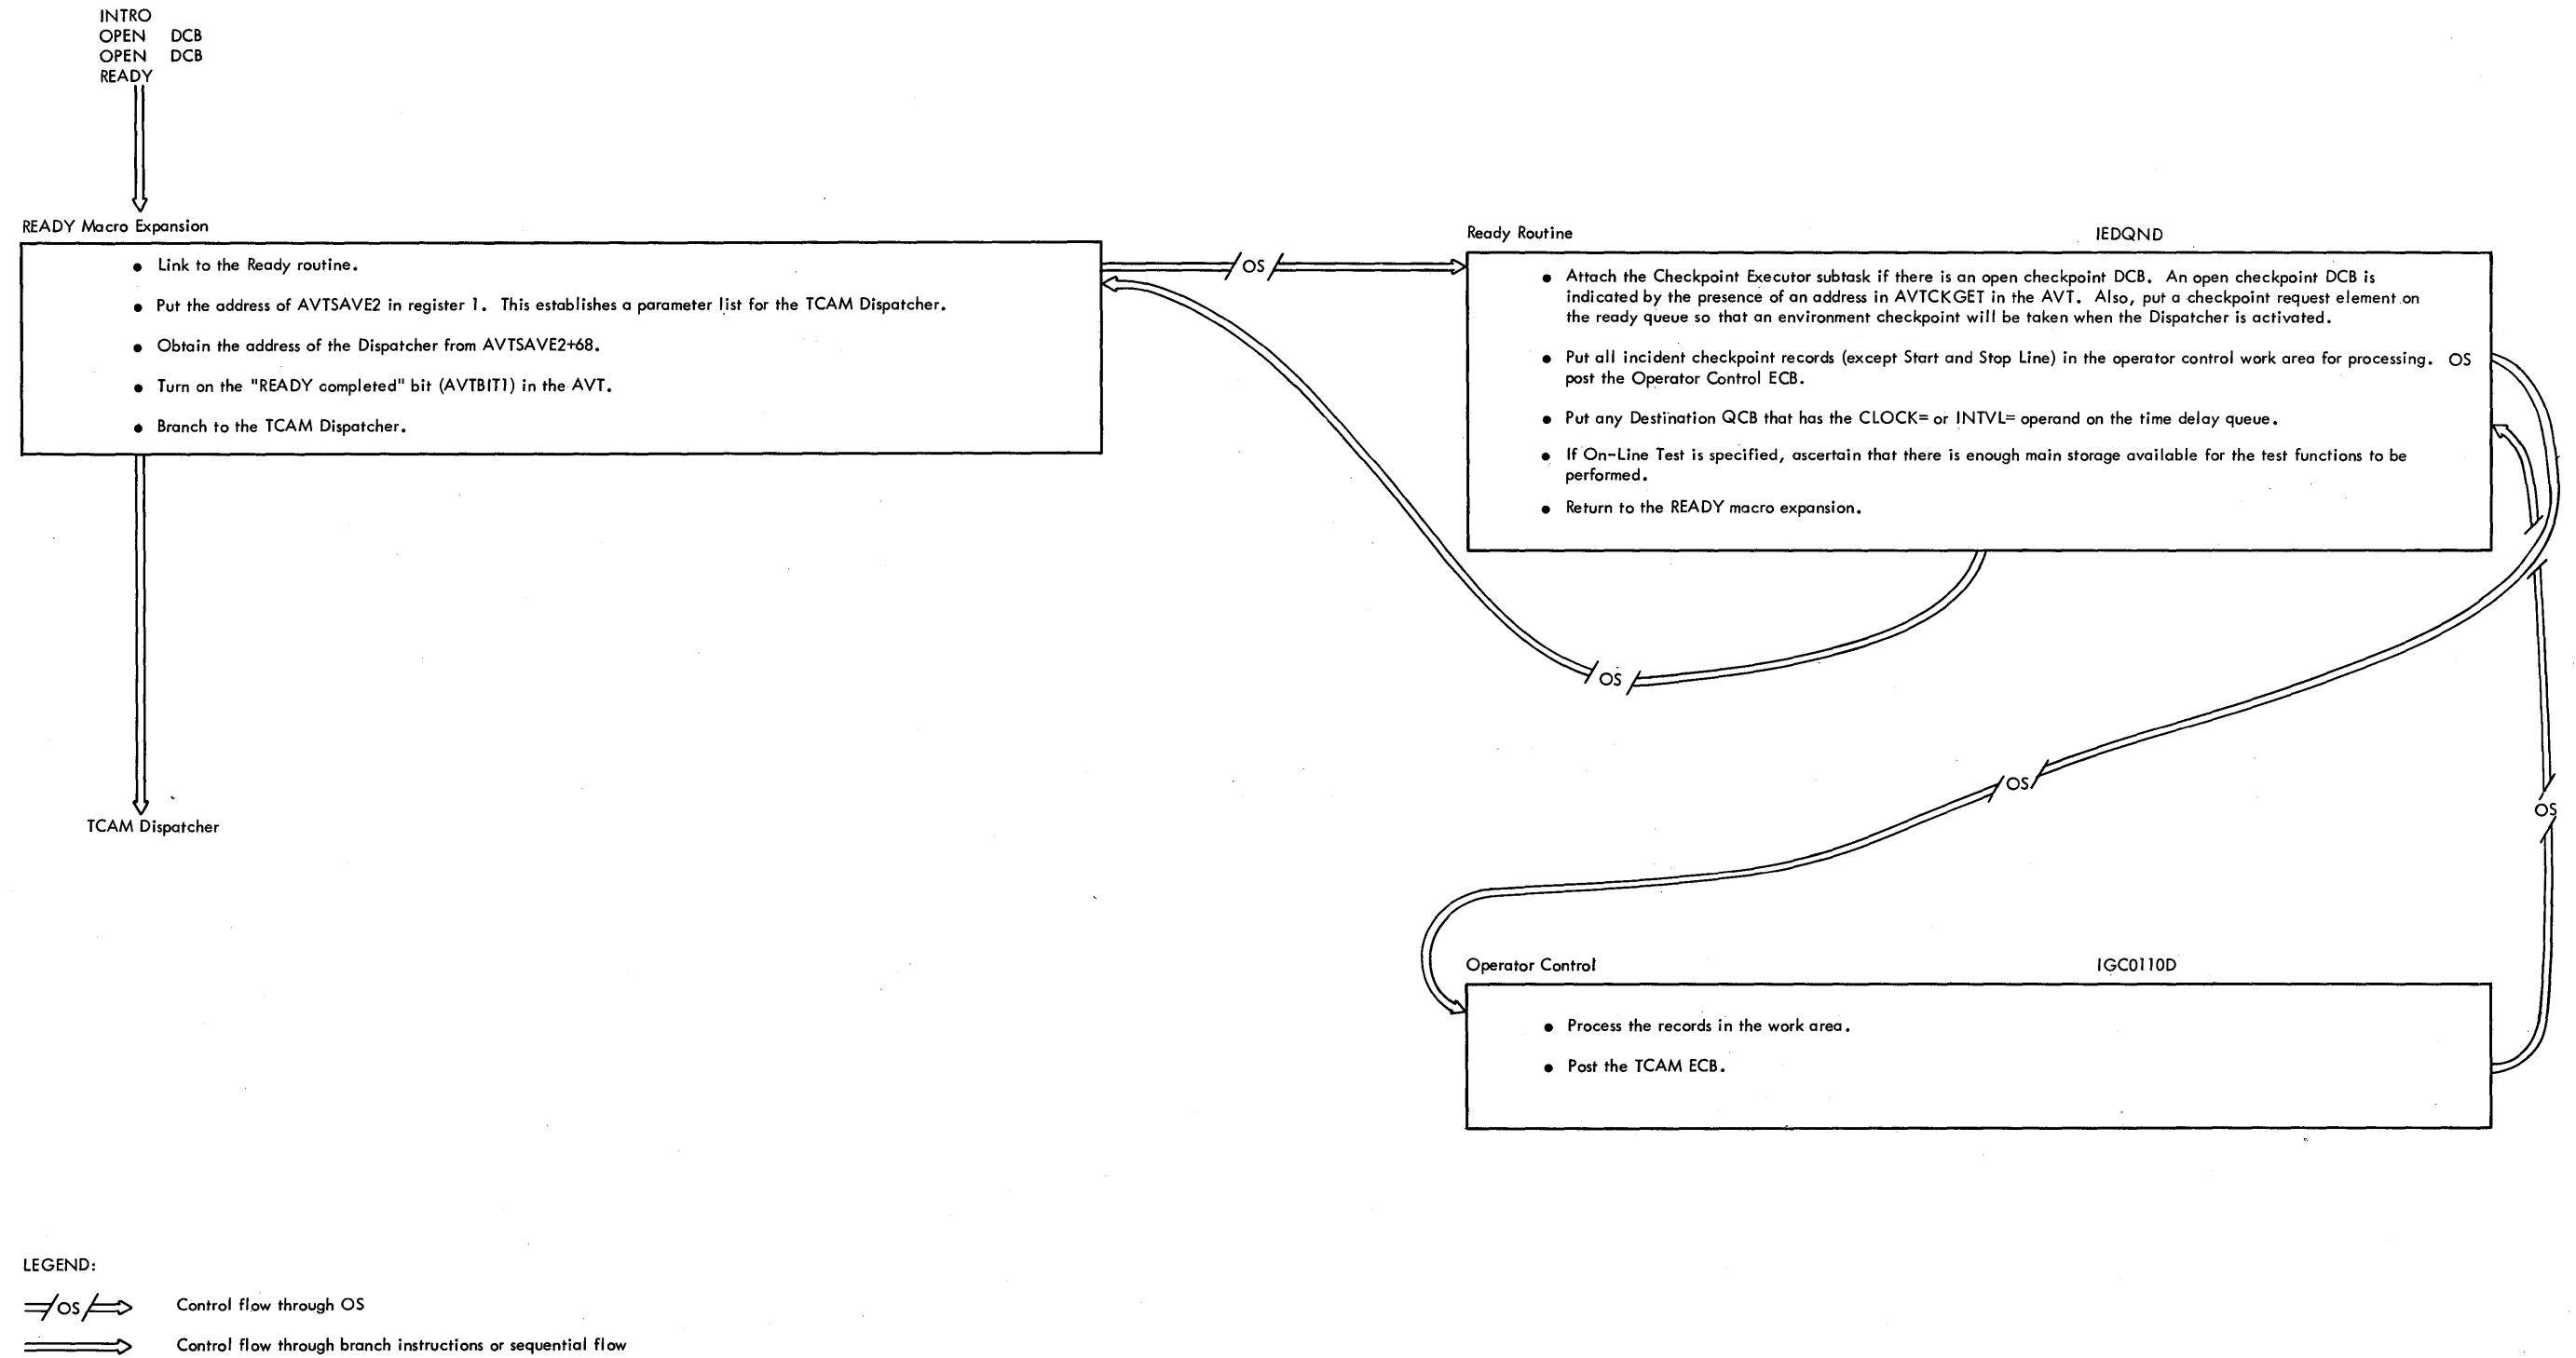 INTRO
OPEN DCB
OPEN DCB
READY
READY Macro Expansion
• Link to the Ready routine.
• Put the address of AVTSAVE2 in register 1. This establishes a parameter list for the TCAM Dispatcher.
• Obtain the address of the Dispatcher from AVTSAVE2+68.
• Turn on the "READY completed" bit (AVTBIT1) in the AVT.
• Branch to the TCAM Dispatcher.
OS
Ready Routine IEDQND
• Attach the Checkpoint Executor subtask if there is an open checkpoint DCB. An open checkpoint DCB is
indicated by the presence of an address in AVTCKGET in the AVT. Also, put a checkpoint request element on
the ready queue so that an environment checkpoint will be taken when the Dispatcher is activated.
• Put all incident checkpoint records (except Start and Stop Line) in the operator control work area for processing. OS
post the Operator Control ECB.
• Put any Destination QCB that has the CLOCK= or INTVL= operand on the time delay queue.
• If On-Line Test is specified, ascertain that there is enough main storage available for the test functions to be
performed.
• Return to the READY macro expansion.
OS
OS
OS
TCAM Dispatcher
Operator Control IGC0110D
• Process the records in the work area.
• Post the TCAM ECB.
LEGEND:
OS Control flow through OS
Control flow through branch instructions or sequential flow